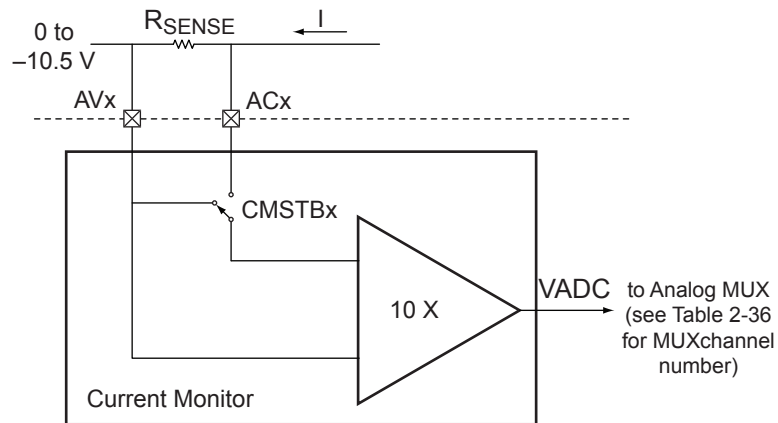 0 to
–10.5 V
RSENSE
I
AVx
ACx
CMSTBx
10 X
VADC
to Analog MUX
(see Table 2-36
for MUXchannel
number)
Current Monitor